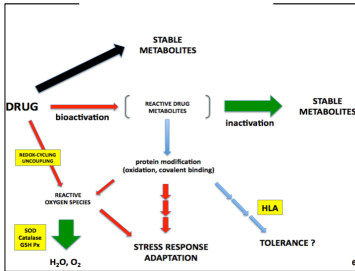 STABLE
METABOLITES
DRUG
bioactivation
REACTIVE DRUG
METABOLITES
inactivation
STABLE
METABOLITES
REDOX-CYCLING
UNCOUPLING
protein modification
(oxidation, covalent binding)
REACTIVE
OXYGEN SPECIES
HLA
SOD
Catalase
GSH Px
H₂O, O₂
STRESS RESPONSE
ADAPTATION
TOLERANCE ?
6